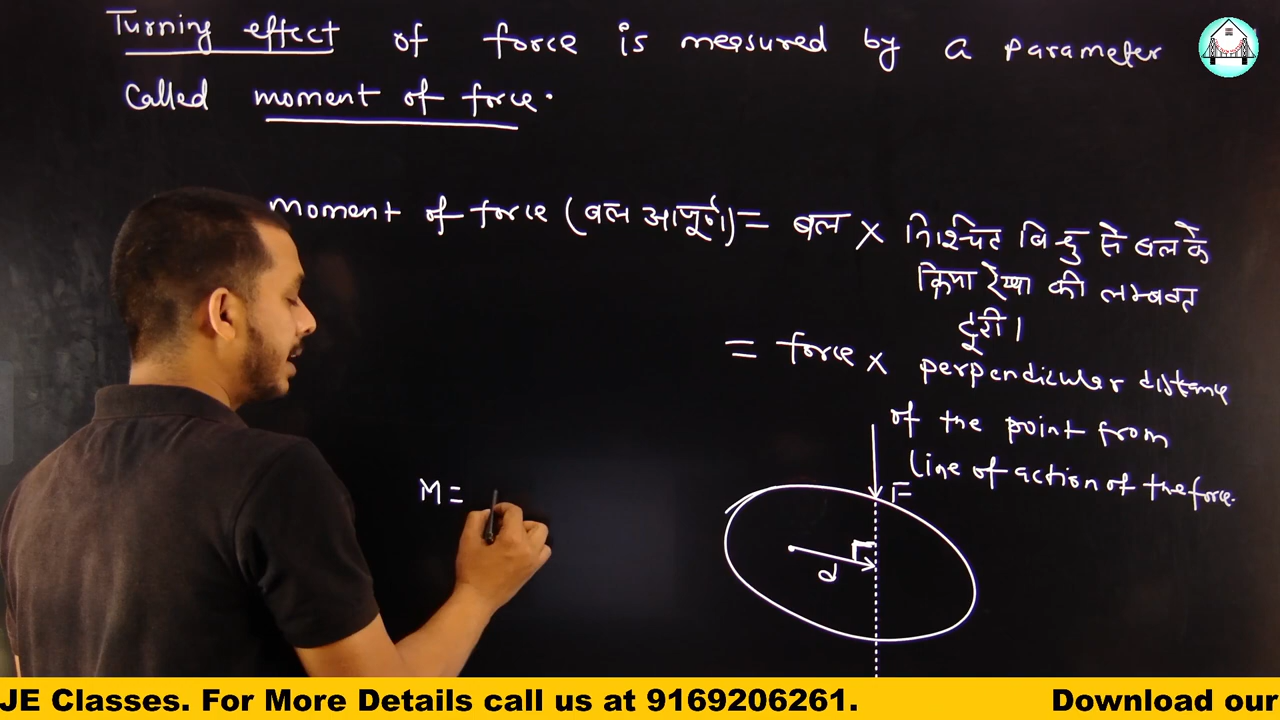 Turning effect of force is measured by a parameter
Called moment of force.
moment of force (बल आघूर्ण) = बल × निश्चित बिन्दु से बल के
क्रिया रेखा की लम्बवत
दूरी।
= force × perpendicular distance
of the point from
line of action of the force.
F
M =
d
JE Classes. For More Details call us at 9169206261. Download our